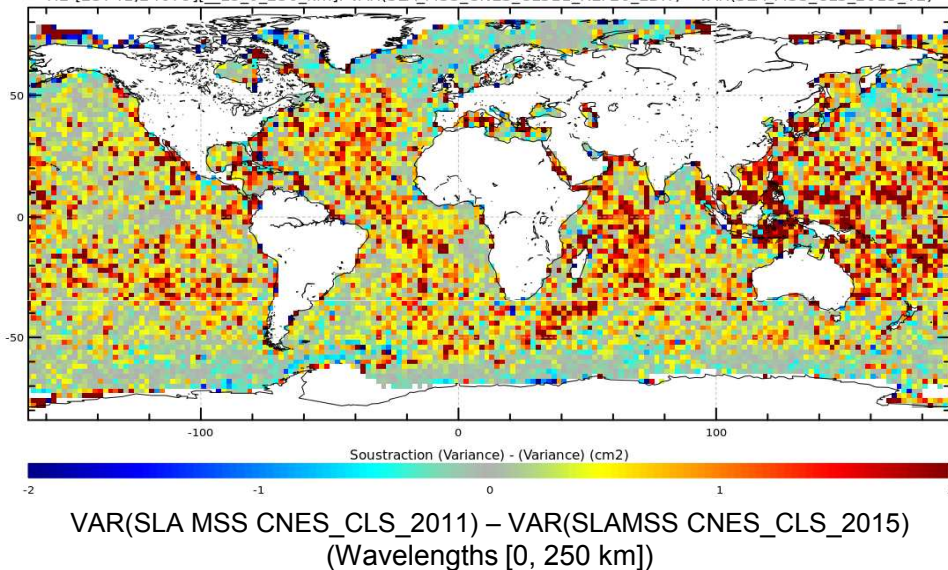 50
0
-50
-100 0 100
Soustraction (Variance) - (Variance) (cm2)
-2 -1 0 1
VAR(SLA MSS CNES_CLS_2011) – VAR(SLAMSS CNES_CLS_2015)
(Wavelengths [0, 250 km])